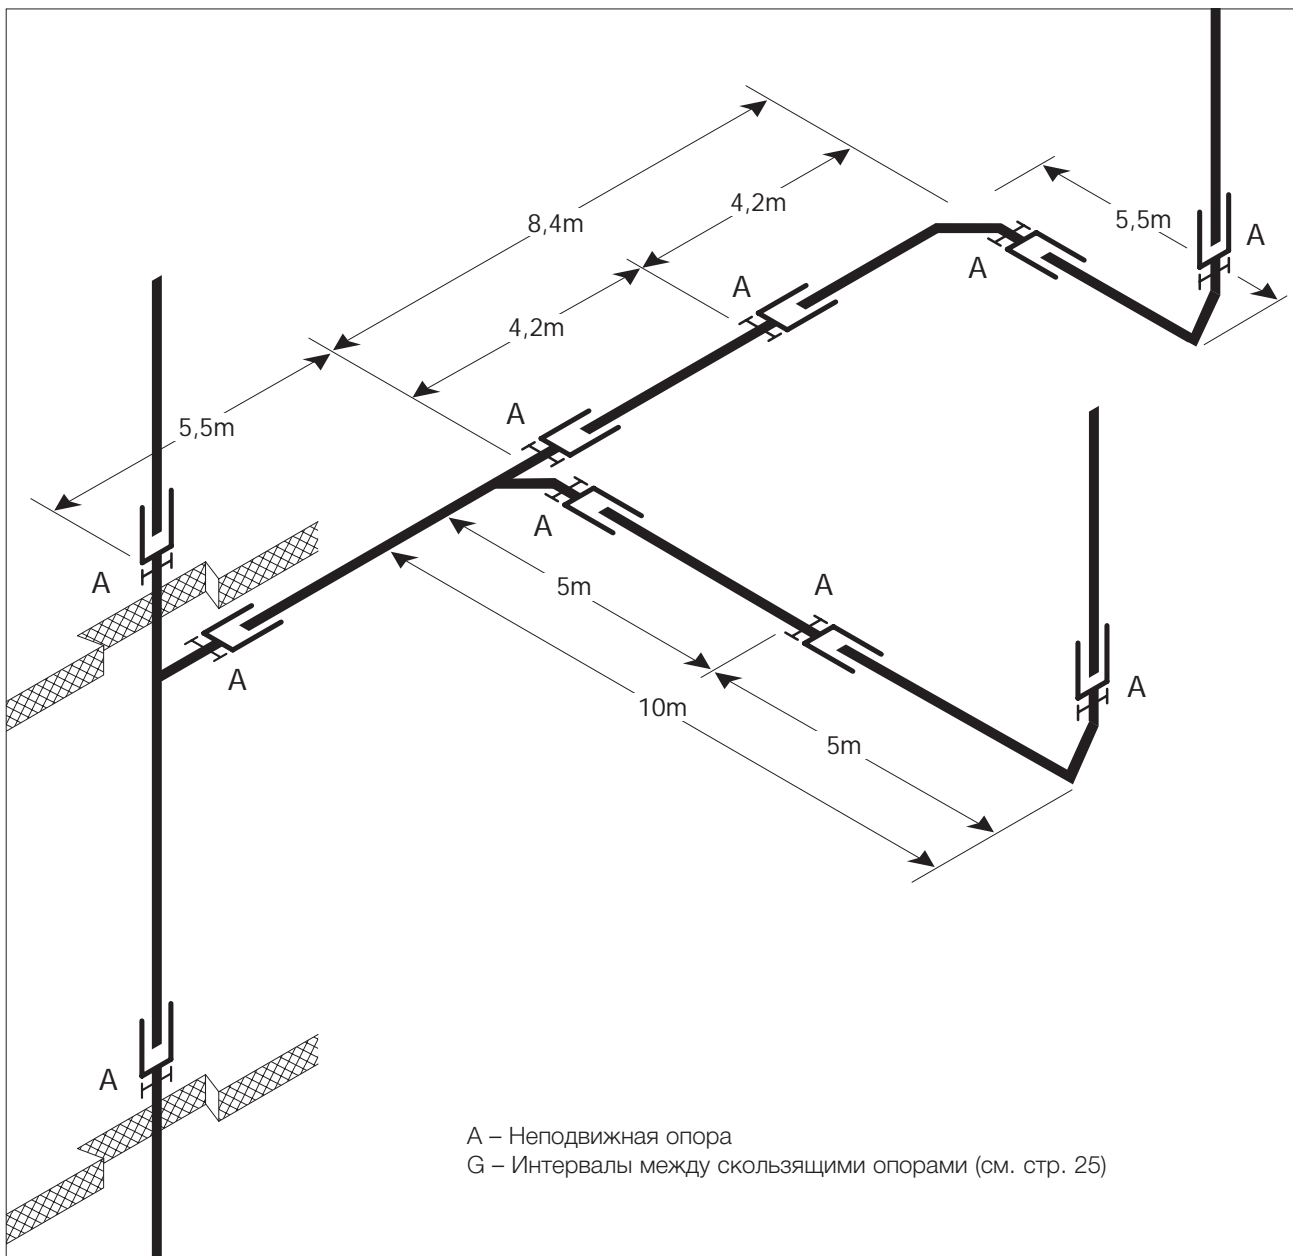 8,4m
4,2m
5,5m
A
A
A
4,2m
A
5,5m
A
A
A
5m
A
A
A
10m
5m
A
A – Неподвижная опора
G – Интервалы между скользящими опорами (см. стр. 25)